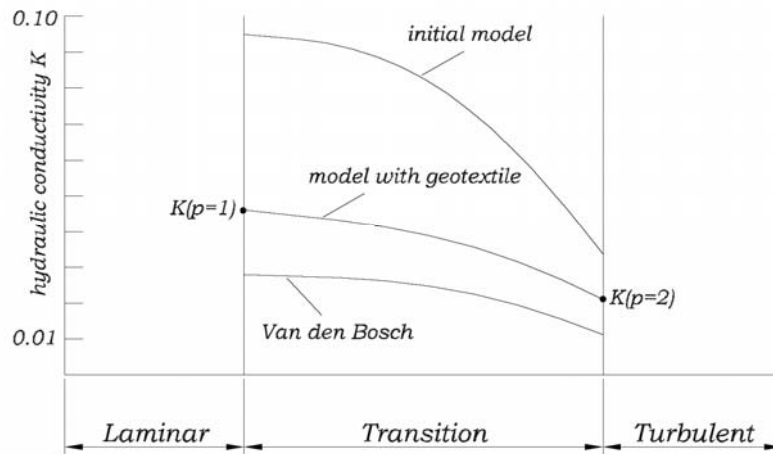 0.10
hydraulic conductivity K
0.01
initial model
model with geotextile
K(p=1)
K(p=2)
Van den Bosch
Laminar
Transition
Turbulent